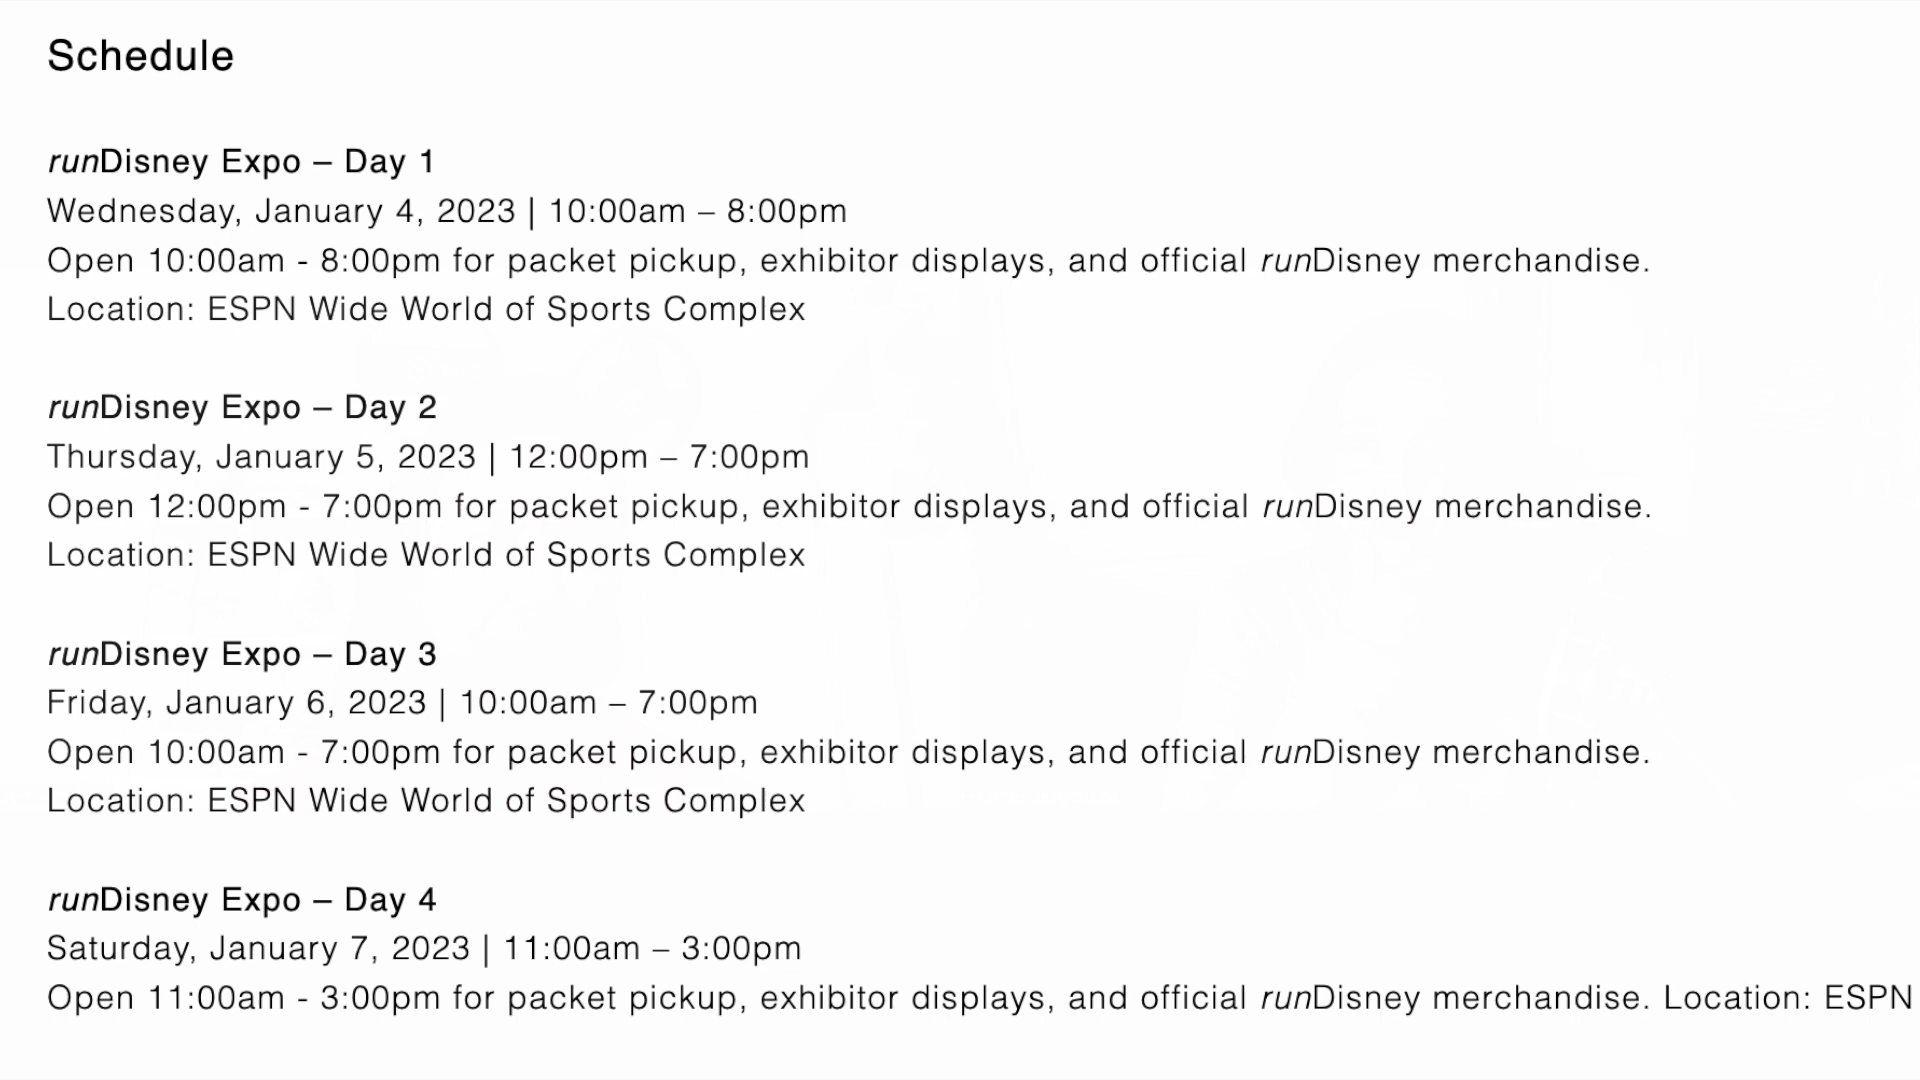 Schedule
runDisney Expo – Day 1
Wednesday, January 4, 2023 | 10:00am – 8:00pm
Open 10:00am - 8:00pm for packet pickup, exhibitor displays, and official runDisney merchandise.
Location: ESPN Wide World of Sports Complex
runDisney Expo – Day 2
Thursday, January 5, 2023 | 12:00pm – 7:00pm
Open 12:00pm - 7:00pm for packet pickup, exhibitor displays, and official runDisney merchandise.
Location: ESPN Wide World of Sports Complex
runDisney Expo – Day 3
Friday, January 6, 2023 | 10:00am – 7:00pm
Open 10:00am - 7:00pm for packet pickup, exhibitor displays, and official runDisney merchandise.
Location: ESPN Wide World of Sports Complex
runDisney Expo – Day 4
Saturday, January 7, 2023 | 11:00am – 3:00pm
Open 11:00am - 3:00pm for packet pickup, exhibitor displays, and official runDisney merchandise. Location: ESPN